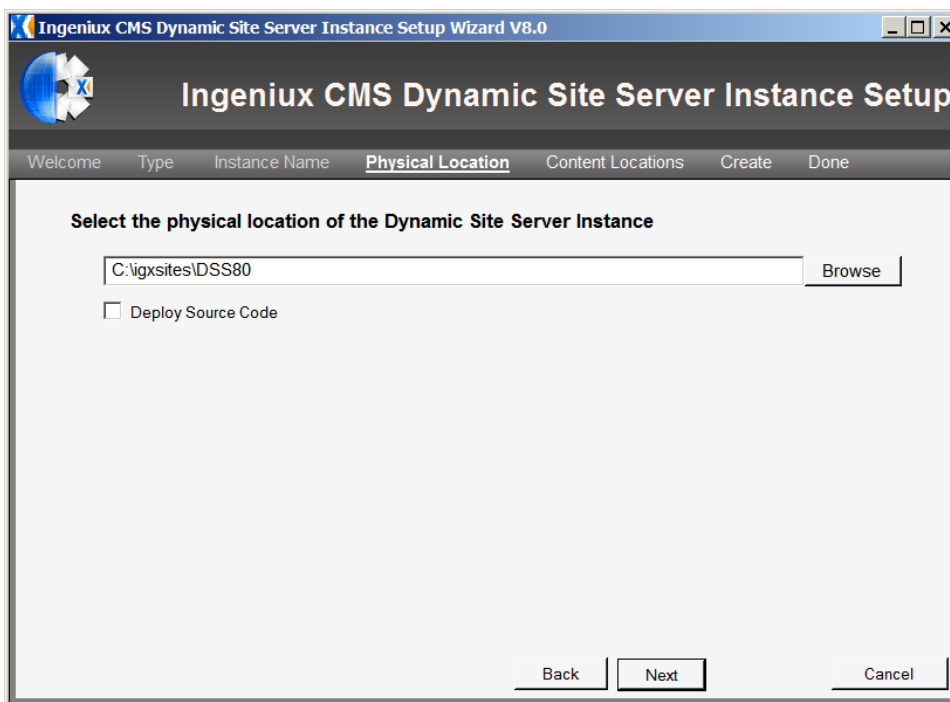 Ingeniux CMS Dynamic Site Server Instance Setup Wizard V8.0
X
Ingeniux CMS Dynamic Site Server Instance Setup
Welcome Type Instance Name Physical Location Content Locations Create Done
Select the physical location of the Dynamic Site Server Instance
C:\igxsites\DSS80 Browse
Deploy Source Code
Back Next Cancel